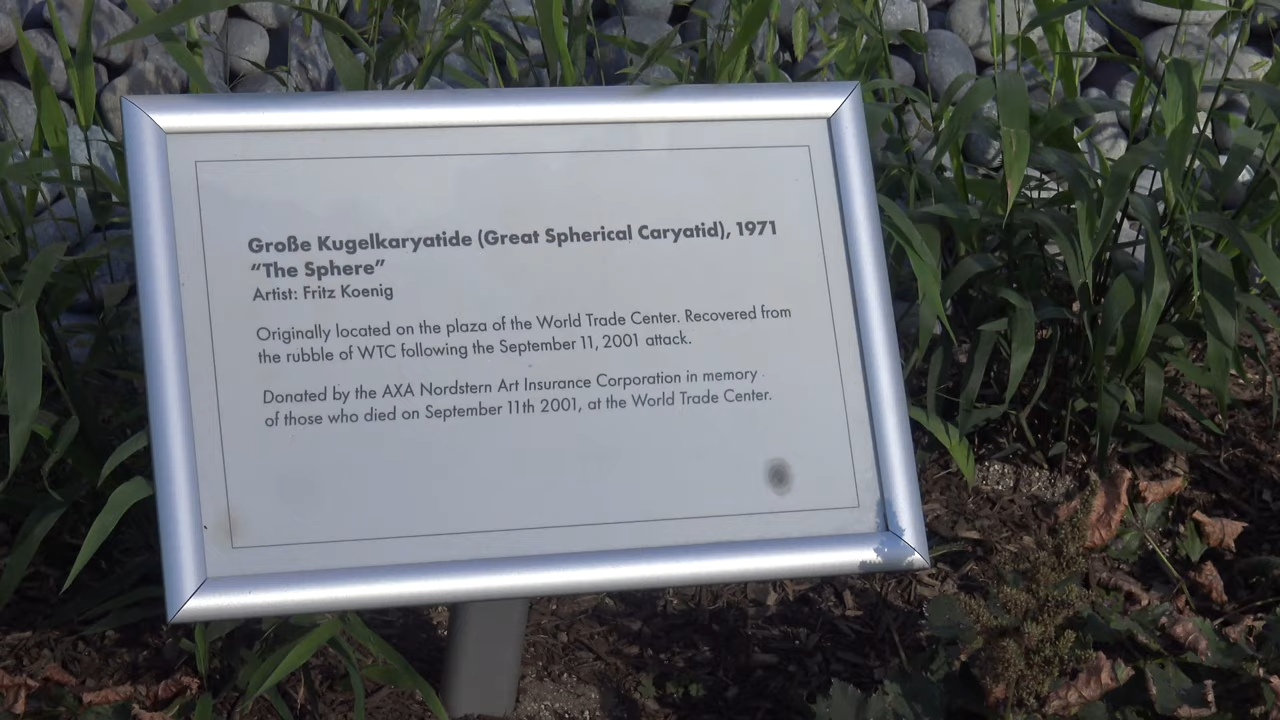 Große Kugelkaryatide (Great Spherical Caryatid), 1971
“The Sphere”
Artist: Fritz Koenig
Originally located on the plaza of the World Trade Center. Recovered from
the rubble of WTC following the September 11, 2001 attack.
Donated by the AXA Nordstern Art Insurance Corporation in memory
of those who died on September 11th 2001, at the World Trade Center.